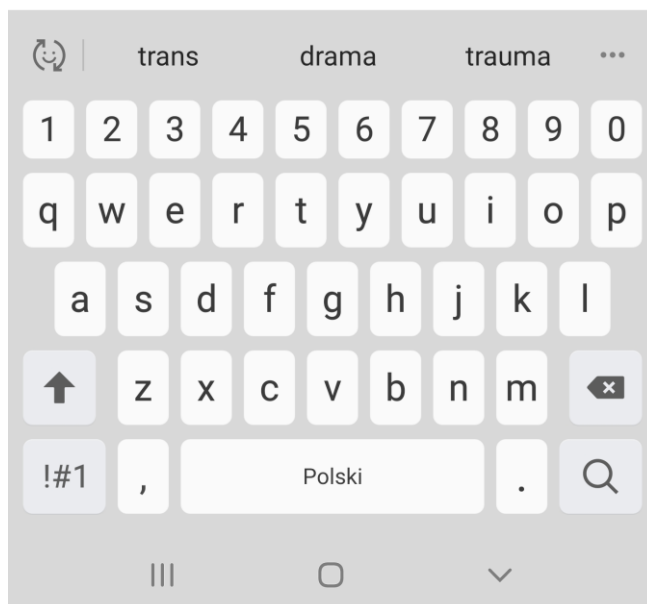 trans drama trauma
1 2 3 4 5 6 7 8 9 0
q w e r t y u i o p
a s d f g h j k l
z x c v b n m
!#1 , Polski .